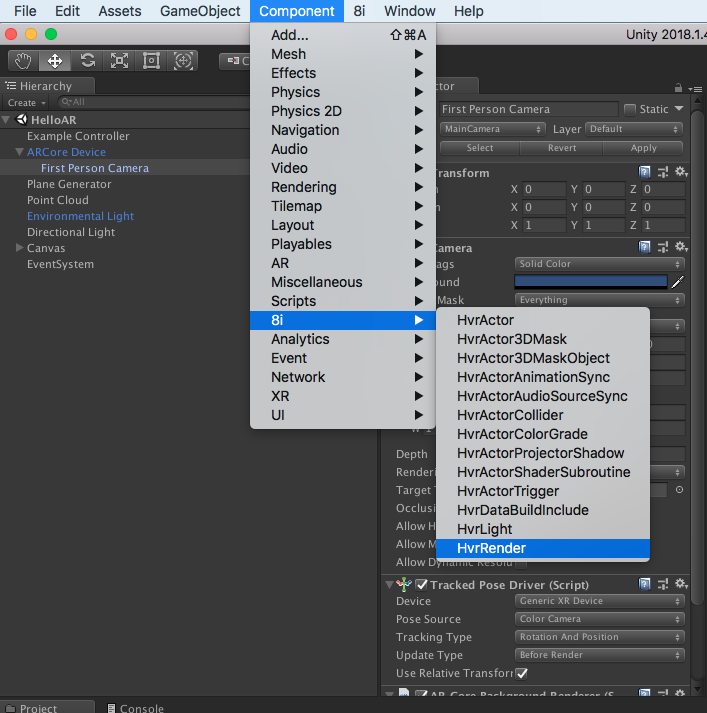 File Edit Assets GameObject Component 8i Window Help
Unity 2018.1.4
Hierarchy
Create
All
HelloAR
Example Controller
ARCore Device
First Person Camera
Plane Generator
Point Cloud
Environmental Light
Directional Light
Canvas
EventSystem
Add... ⇧⌘A
Mesh
Effects
Physics
Physics 2D
Navigation
Audio
Video
Rendering
Tilemap
Layout
Playables
AR
Miscellaneous
Scripts
8i
Analytics
Event
Network
XR
UI
HvrActor
HvrActor3DMask
HvrActor3DMaskObject
HvrActorAnimationSync
HvrActorAudioSourceSync
HvrActorCollider
HvrActorColorGrade
HvrActorProjectorShadow
HvrActorShaderSubroutine
HvrActorTrigger
HvrDataBuildInclude
HvrLight
HvrRender
tor
First Person Camera Static
MainCamera Layer Default
Select Revert Apply
Transform
X 0 Y 0 Z 0
X 0 Y 0 Z 0
X 1 Y 1 Z 1
Camera
ags Solid Color
ound
Mask Everything
Depth
Renderi
Target T
Occlusi
Allow H
Allow M
Allow Dynamic Resolu
Tracked Pose Driver (Script)
Device Generic XR Device
Pose Source Color Camera
Tracking Type Rotation And Position
Update Type Before Render
Use Relative Transform
AR Core Background Renderer (S
Project Console